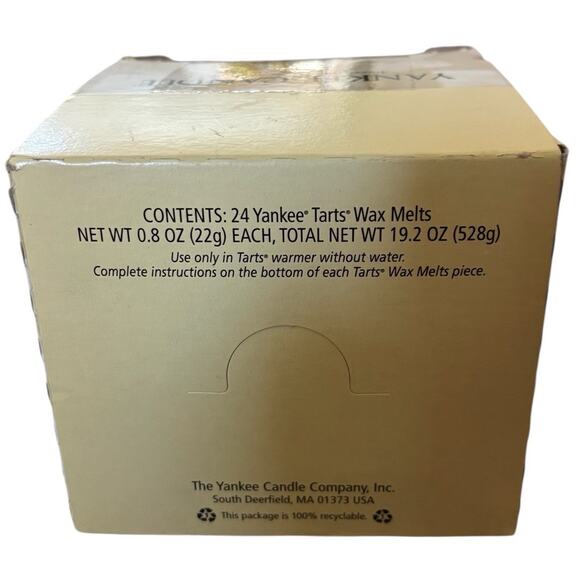 YANKEE CANDLE
CONTENTS: 24 Yankee® Tarts® Wax Melts
NET WT 0.8 OZ (22g) EACH, TOTAL NET WT 19.2 OZ (528g)
Use only in Tarts® warmer without water.
Complete instructions on the bottom of each Tarts® Wax Melts piece.
The Yankee Candle Company, Inc.
South Deerfield, MA 01373 USA
This package is 100% recyclable.